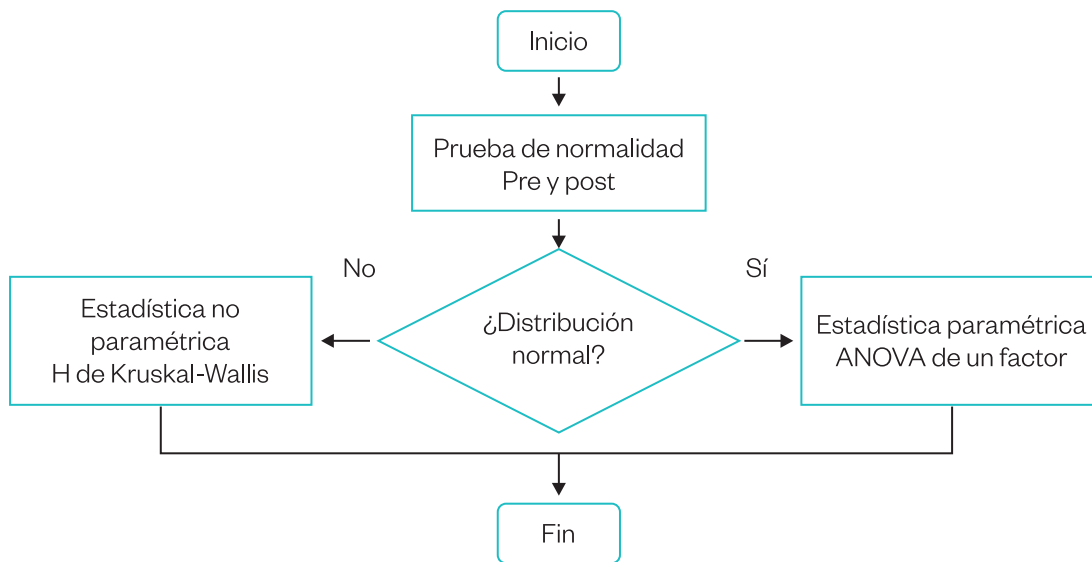 Inicio
Prueba de normalidad
Pre y post
No
Sí
Estadística no
paramétrica
H de Kruskal-Wallis
¿Distribución
normal?
Estadística paramétrica
ANOVA de un factor
Fin